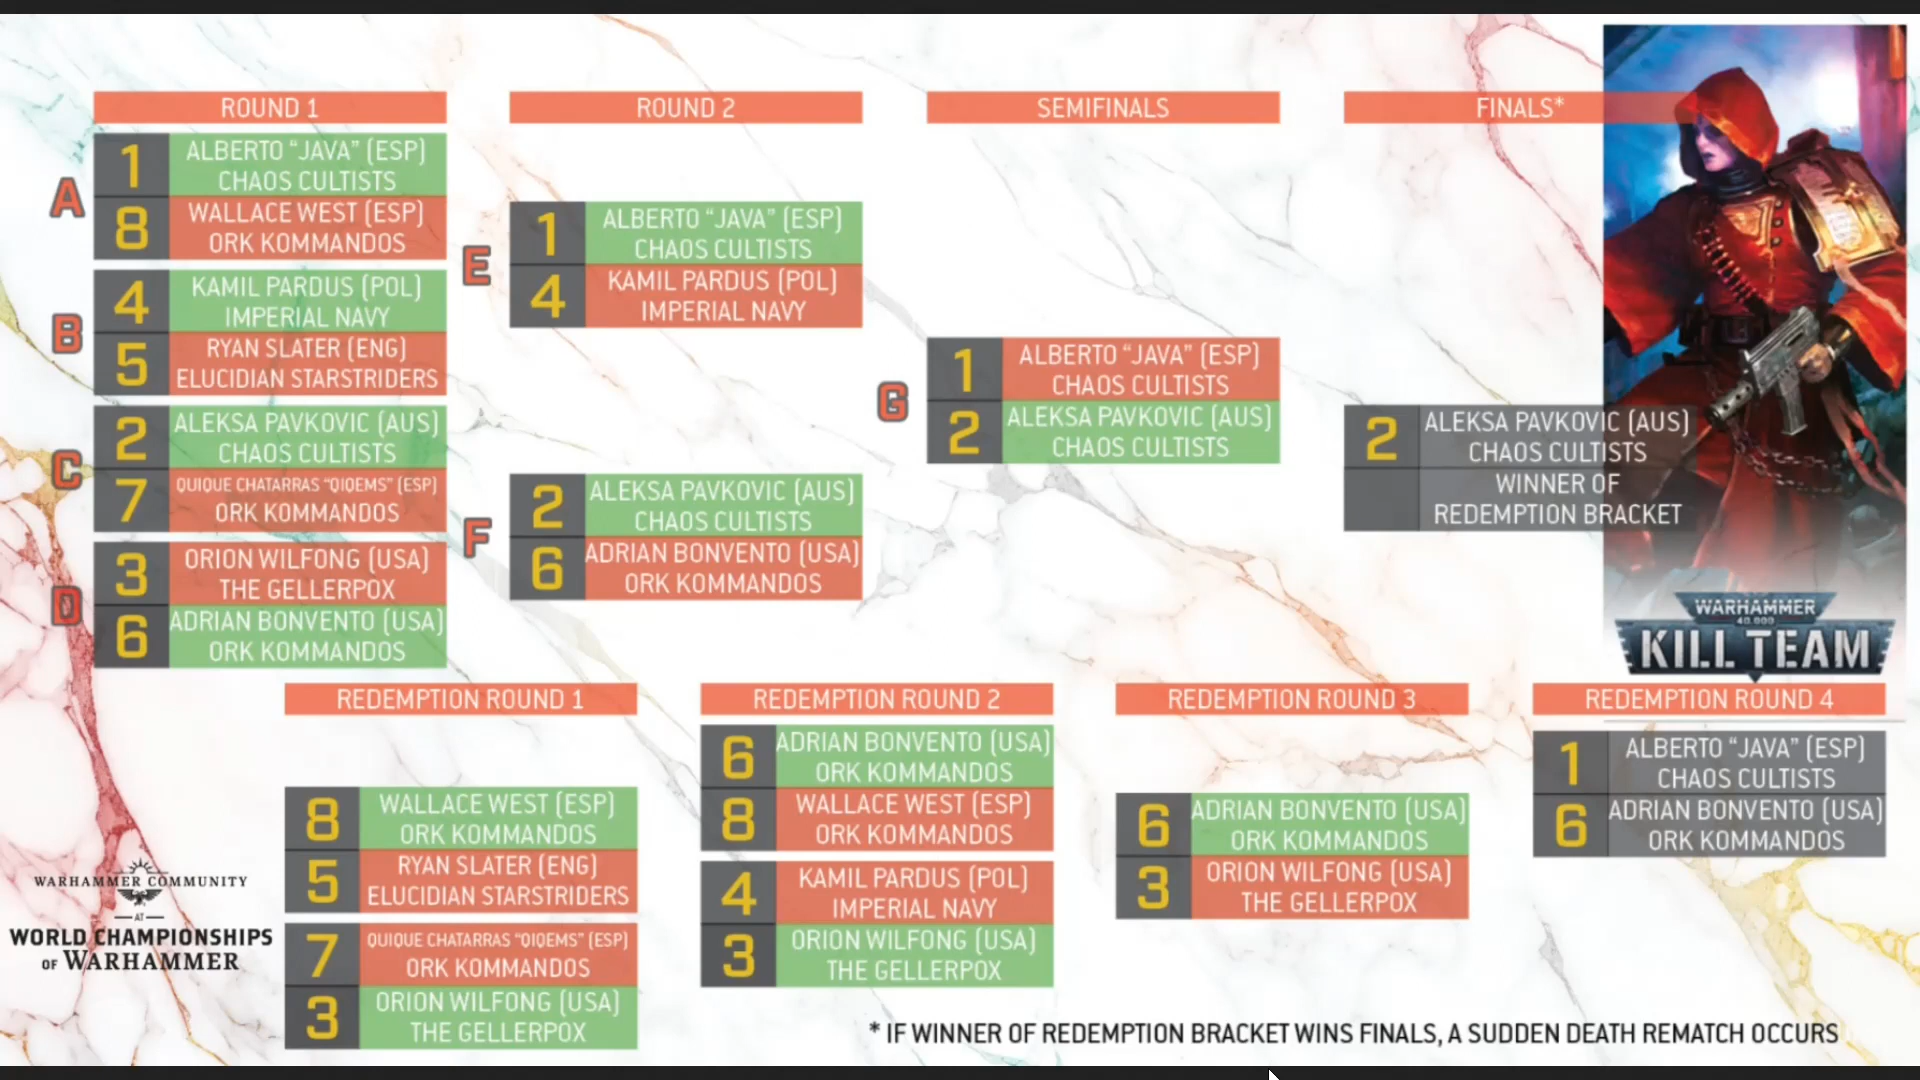 ROUND 1
A
1
ALBERTO “JAVA” (ESP)
CHAOS CULTISTS
8
WALLACE WEST (ESP)
ORK KOMMANDOS
B
4
KAMIL PARDUS (POL)
IMPERIAL NAVY
5
RYAN SLATER (ENG)
ELUCIDIAN STARSTRIDERS
C
2
ALEKSA PAVKOVIC (AUS)
CHAOS CULTISTS
7
QUIQUE CHATARRAS “QIQEMS” (ESP)
ORK KOMMANDOS
D
3
ORION WILFONG (USA)
THE GELLERPOX
6
ADRIAN BONVENTO (USA)
ORK KOMMANDOS
ROUND 2
E
1
ALBERTO “JAVA” (ESP)
CHAOS CULTISTS
4
KAMIL PARDUS (POL)
IMPERIAL NAVY
F
2
ALEKSA PAVKOVIC (AUS)
CHAOS CULTISTS
6
ADRIAN BONVENTO (USA)
ORK KOMMANDOS
SEMIFINALS
G
1
ALBERTO “JAVA” (ESP)
CHAOS CULTISTS
2
ALEKSA PAVKOVIC (AUS)
CHAOS CULTISTS
FINALS*
2
ALEKSA PAVKOVIC (AUS)
CHAOS CULTISTS
WINNER OF
REDEMPTION BRACKET
WARHAMMER
40,000
KILL TEAM
REDEMPTION ROUND 1
8
WALLACE WEST (ESP)
ORK KOMMANDOS
5
RYAN SLATER (ENG)
ELUCIDIAN STARSTRIDERS
7
QUIQUE CHATARRAS “QIQEMS” (ESP)
ORK KOMMANDOS
3
ORION WILFONG (USA)
THE GELLERPOX
REDEMPTION ROUND 2
6
ADRIAN BONVENTO (USA)
ORK KOMMANDOS
8
WALLACE WEST (ESP)
ORK KOMMANDOS
4
KAMIL PARDUS (POL)
IMPERIAL NAVY
3
ORION WILFONG (USA)
THE GELLERPOX
REDEMPTION ROUND 3
6
ADRIAN BONVENTO (USA)
ORK KOMMANDOS
3
ORION WILFONG (USA)
THE GELLERPOX
REDEMPTION ROUND 4
1
ALBERTO “JAVA” (ESP)
CHAOS CULTISTS
6
ADRIAN BONVENTO (USA)
ORK KOMMANDOS
WARHAMMER COMMUNITY
AT
WORLD CHAMPIONSHIPS
OF WARHAMMER
* IF WINNER OF REDEMPTION BRACKET WINS FINALS, A SUDDEN DEATH REMATCH OCCURS